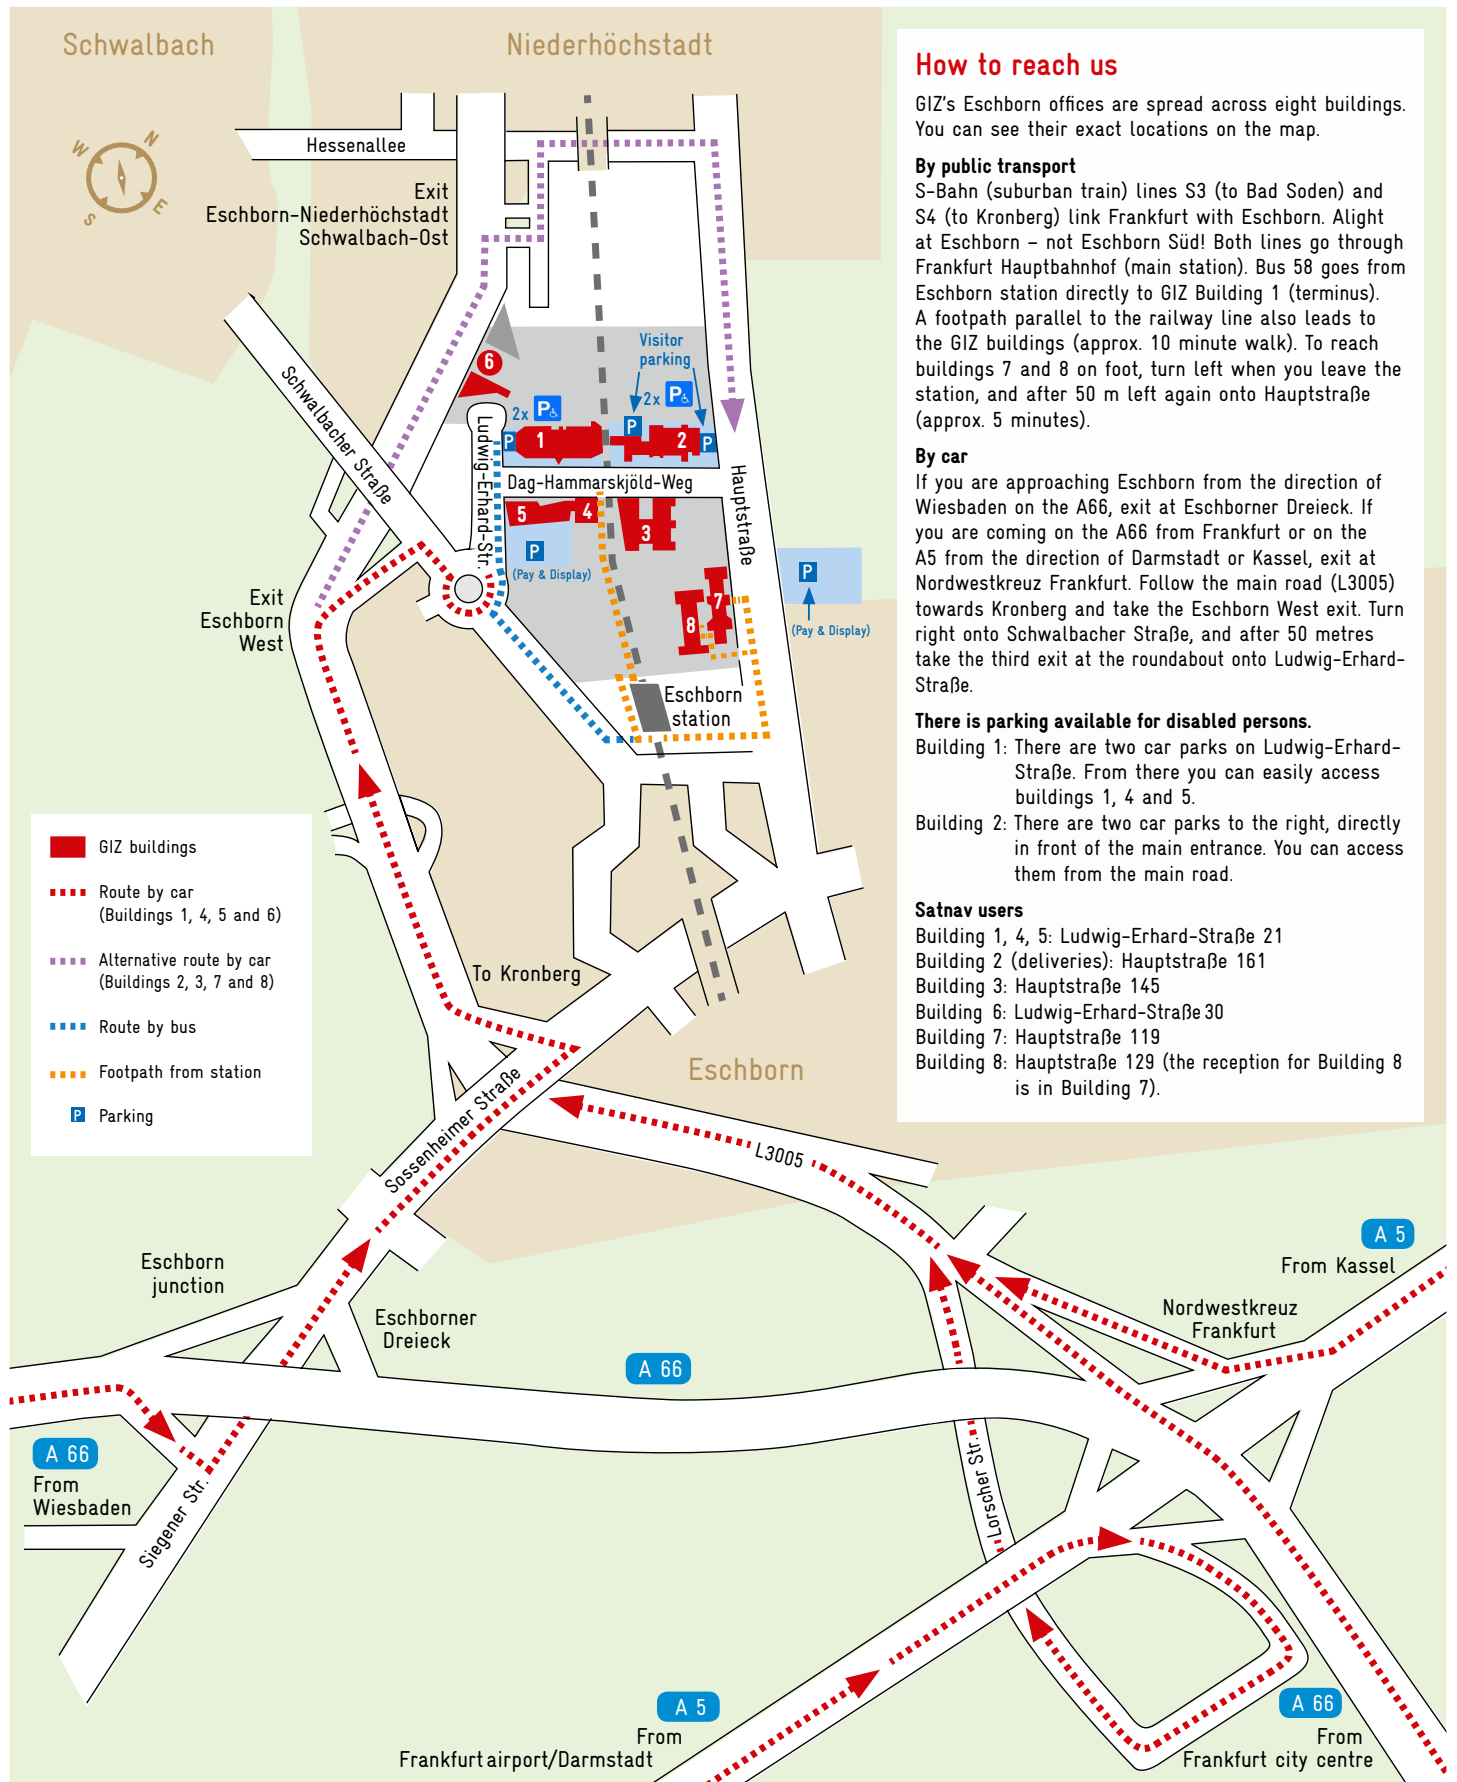 Schwalbach
Niederhöchstadt
N
W
E
S
Hessenallee
Exit
Eschborn-Niederhöchstadt
Schwalbach-Ost
Schwalbacher Straße
Visitor
parking
6
2x P
2x P
P
1
P
2
P
Ludwig-Erhard-Str.
Dag-Hammarskjöld-Weg
Hauptstraße
5
4
3
P
(Pay & Display)
P
(Pay & Display)
7
8
Exit
Eschborn
West
Eschborn
station
GIZ buildings
Route by car
(Buildings 1, 4, 5 and 6)
Alternative route by car
(Buildings 2, 3, 7 and 8)
Route by bus
Footpath from station
P Parking
To Kronberg
Eschborn
Sossenheimer Straße
L3005
Eschborn
junction
Eschborner
Dreieck
A 66
A 66
From
Wiesbaden
Siegener Str.
Lorscher Str.
A 5
From Kassel
Nordwestkreuz
Frankfurt
A 5
From
Frankfurt airport/Darmstadt
A 66
From
Frankfurt city centre
How to reach us
GIZ's Eschborn offices are spread across eight buildings.
You can see their exact locations on the map.
By public transport
S-Bahn (suburban train) lines S3 (to Bad Soden) and
S4 (to Kronberg) link Frankfurt with Eschborn. Alight
at Eschborn – not Eschborn Süd! Both lines go through
Frankfurt Hauptbahnhof (main station). Bus 58 goes from
Eschborn station directly to GIZ Building 1 (terminus).
A footpath parallel to the railway line also leads to
the GIZ buildings (approx. 10 minute walk). To reach
buildings 7 and 8 on foot, turn left when you leave the
station, and after 50 m left again onto Hauptstraße
(approx. 5 minutes).
By car
If you are approaching Eschborn from the direction of
Wiesbaden on the A66, exit at Eschborner Dreieck. If
you are coming on the A66 from Frankfurt or on the
A5 from the direction of Darmstadt or Kassel, exit at
Nordwestkreuz Frankfurt. Follow the main road (L3005)
towards Kronberg and take the Eschborn West exit. Turn
right onto Schwalbacher Straße, and after 50 metres
take the third exit at the roundabout onto Ludwig-Erhard-
Straße.
There is parking available for disabled persons.
Building 1: There are two car parks on Ludwig-Erhard-
Straße. From there you can easily access
buildings 1, 4 and 5.
Building 2: There are two car parks to the right, directly
in front of the main entrance. You can access
them from the main road.
Satnav users
Building 1, 4, 5: Ludwig-Erhard-Straße 21
Building 2 (deliveries): Hauptstraße 161
Building 3: Hauptstraße 145
Building 6: Ludwig-Erhard-Straße 30
Building 7: Hauptstraße 119
Building 8: Hauptstraße 129 (the reception for Building 8
is in Building 7).